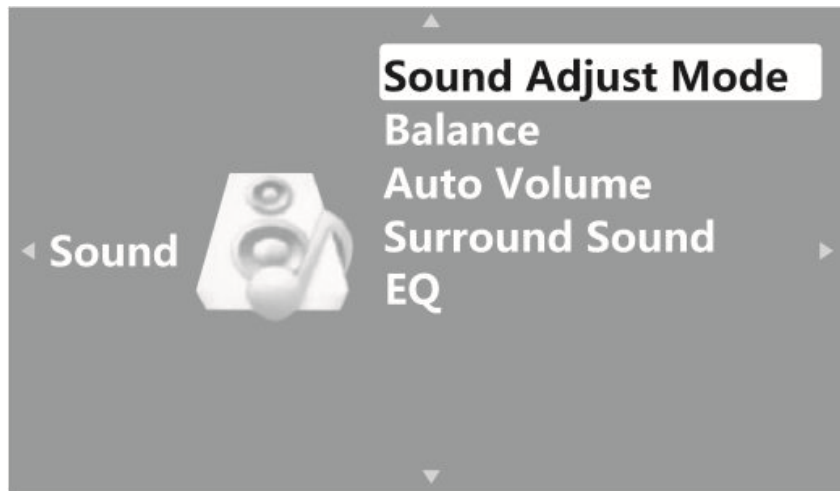 Sound Adjust Mode
Balance
Auto Volume
Sound
Surround Sound
EQ